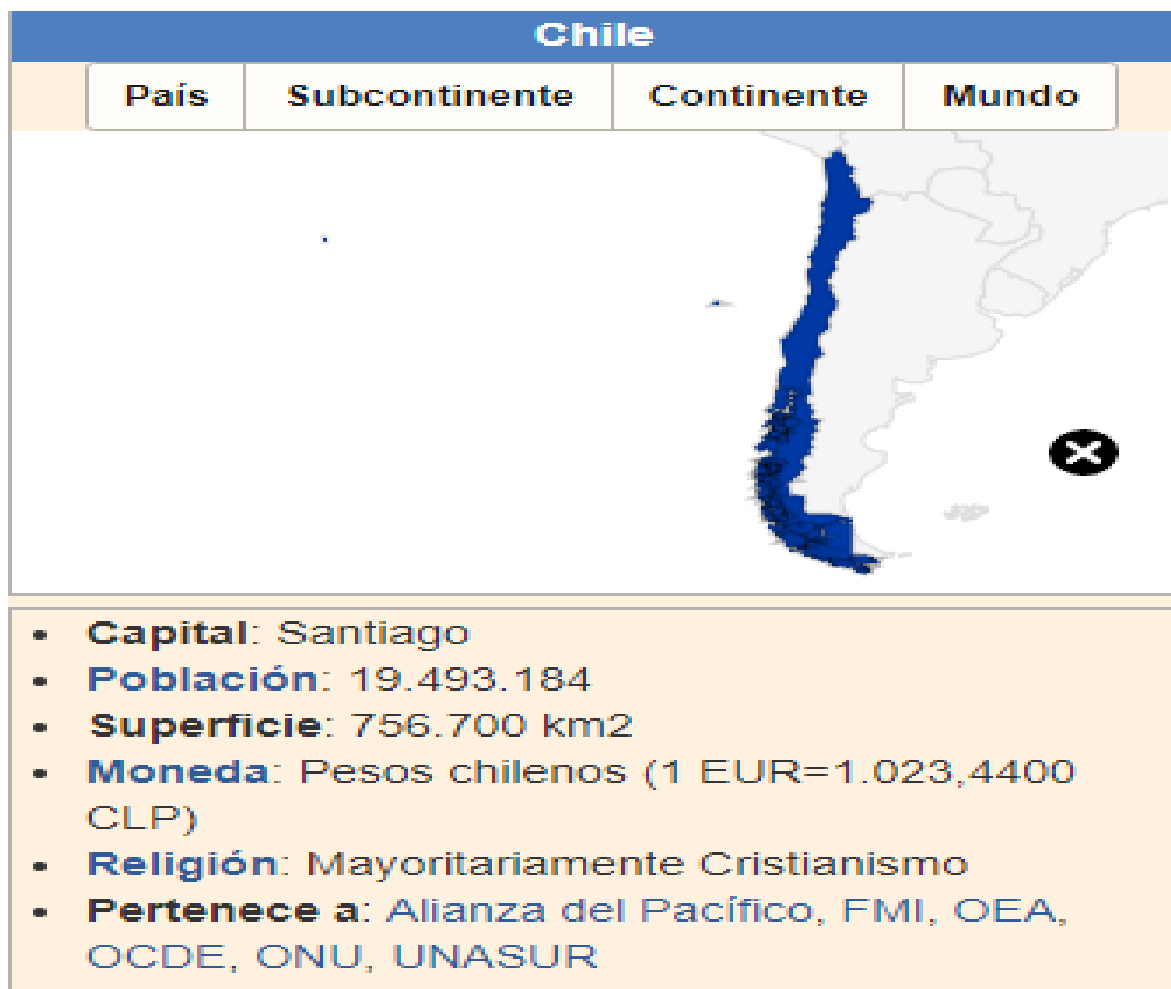 Chile
País Subcontinente Continente Mundo
• Capital: Santiago
• Población: 19.493.184
• Superficie: 756.700 km2
• Moneda: Pesos chilenos (1 EUR=1.023,4400
CLP)
• Religión: Mayoritariamente Cristianismo
• Pertenece a: Alianza del Pacífico, FMI, OEA,
OCDE, ONU, UNASUR